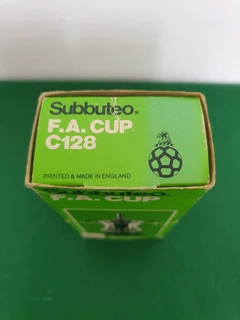 Subbuteo®
F.A. CUP
C128
PRINTED & MADE IN ENGLAND
Subbuteo
F.A. CUP